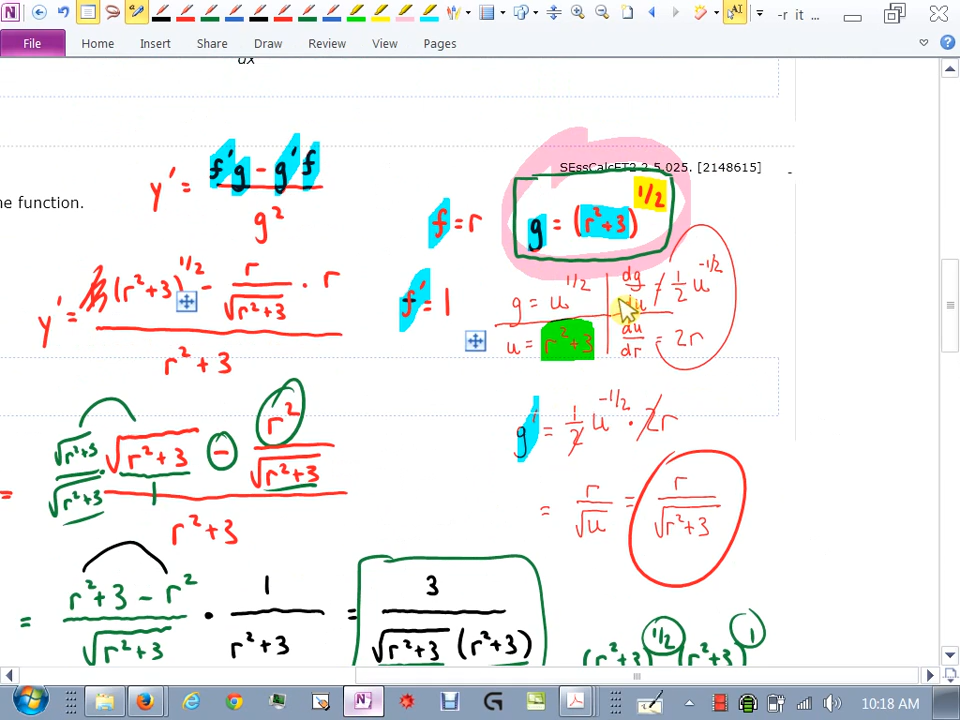 -r it ...
File Home Insert Share Draw Review View Pages
dx
SEssCalcET2 2.5.025. [2148615]
he function.
y' = f'g - g'f / g²
f = r
g = (r²+3)^1/2
f' = 1
g = u^1/2 | dg/du = 1/2 u^-1/2
u = r²+3 | du/dr = 2r
y' = (r²+3)^1/2 - r/√(r²+3) · r / r²+3
g' = 1/2 u^-1/2 · 2r
= r/√u = r/√(r²+3)
= √(r²+3)/√(r²+3) · √(r²+3)/1 - r²/√(r²+3) / r²+3
= r²+3 - r² / √(r²+3) · 1 / r²+3 = 3 / √(r²+3) (r²+3)
(r²+3)^1/2 (r²+3)^1
10:18 AM